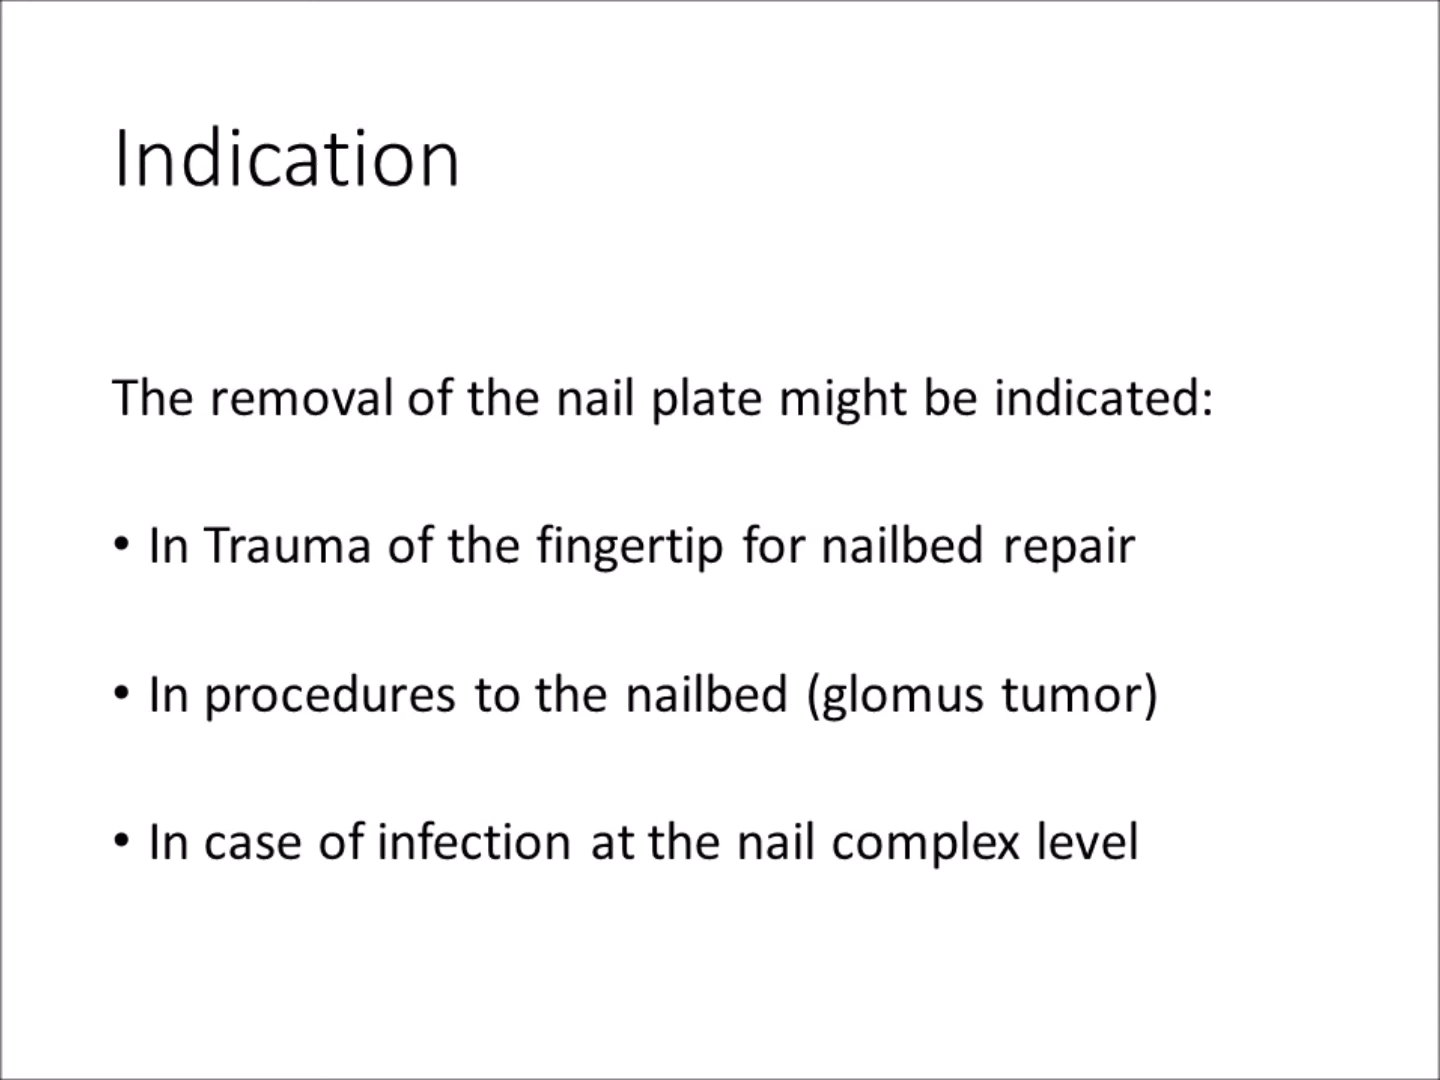 Indication
The removal of the nail plate might be indicated:
• In Trauma of the fingertip for nailbed repair
• In procedures to the nailbed (glomus tumor)
• In case of infection at the nail complex level